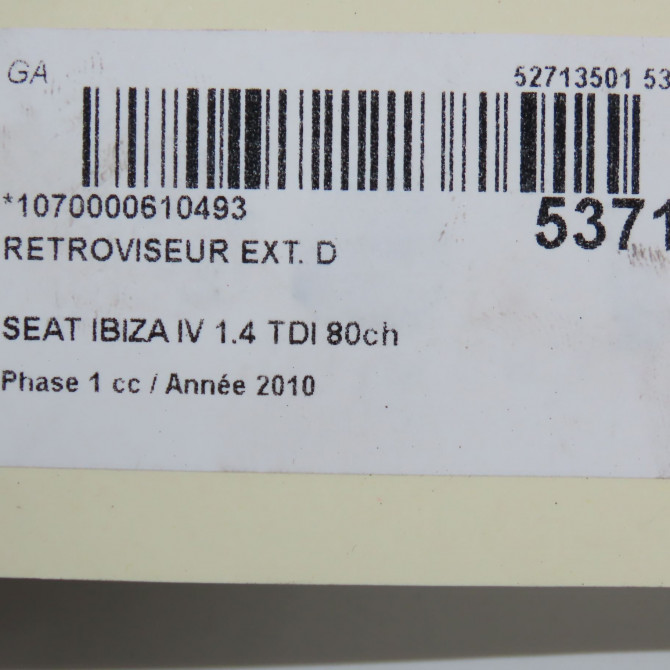 GA 52713501 53
*1070000610493
5371
RETROVISEUR EXT. D
SEAT IBIZA IV 1.4 TDI 80ch
Phase 1 cc / Année 2010